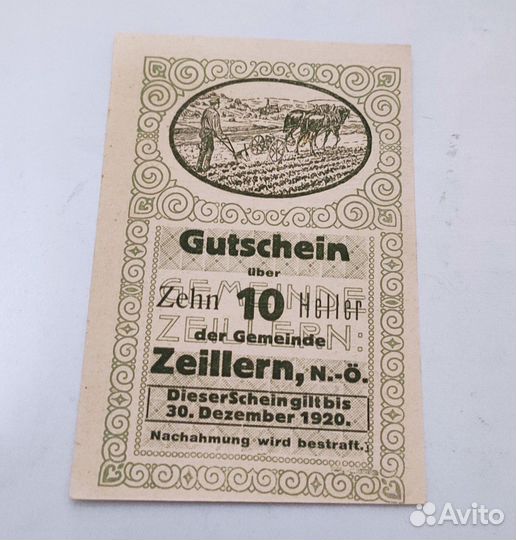 Gutschein
über
Zehn 10 Heller
GEMEINDE
ZEILLERN:
der Gemeinde
Zeillern, N.-ö.
Dieser Schein gilt bis
30. Dezember 1920.
Nachahmung wird bestraft.
Avito